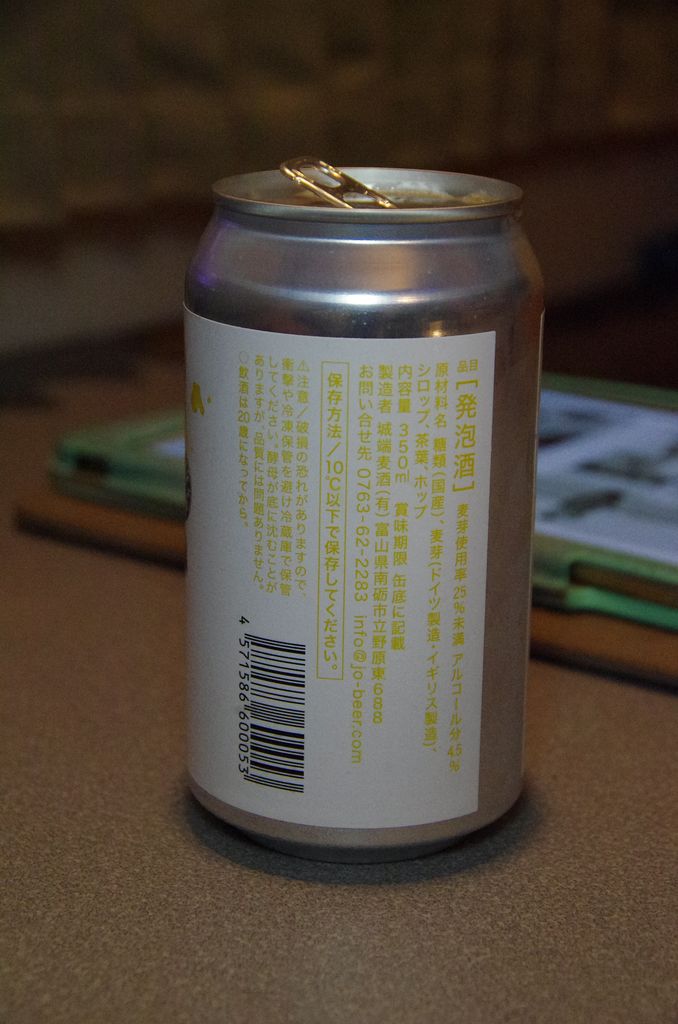 品目［発泡酒］麦芽使用率25%未満 アルコール分4.5%
原材料名 糖類(国産)、麦芽(ドイツ製造・イギリス製造)、
シロップ、茶葉、ホップ
内容量 350ml 賞味期限 缶底に記載
製造者 城端麦酒(有) 富山県南砺市立野原東688
お問い合せ先 0763-62-2283 info@jo-beer.com
保存方法／10℃以下で保存してください。
⚠注意／破損の恐れがありますので、
衝撃や冷凍保管を避け冷蔵庫で保管
してください。酵母が底に沈むことが
ありますが、品質には問題ありません。
○飲酒は20歳になってから。
4 571586 600053